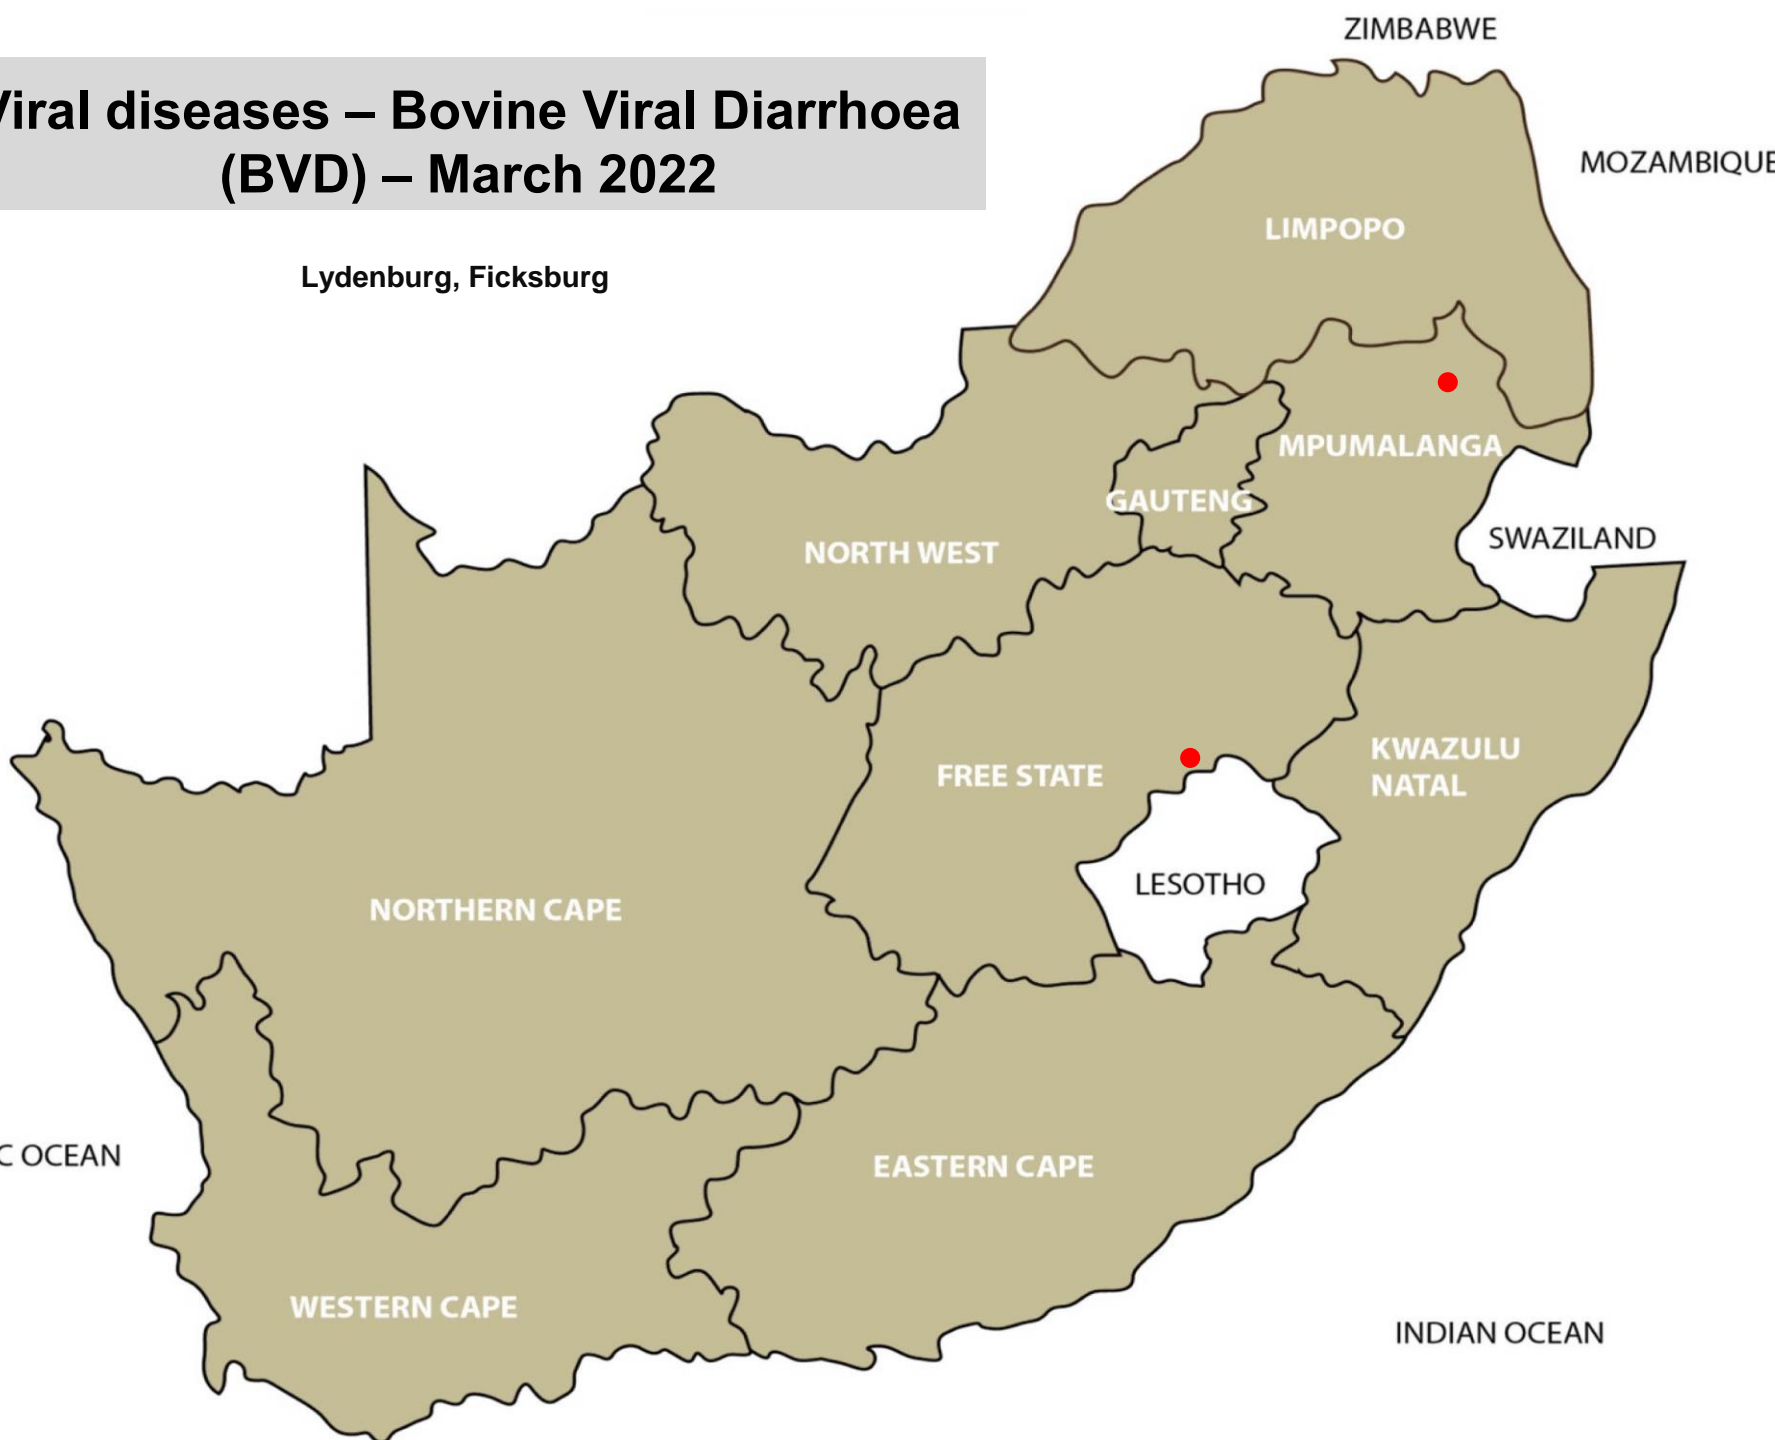 ZIMBABWE
Viral diseases – Bovine Viral Diarrhoea
(BVD) – March 2022
MOZAMBIQUE
LIMPOPO
Lydenburg, Ficksburg
MPUMALANGA
GAUTENG
SWAZILAND
NORTH WEST
KWAZULU
NATAL
FREE STATE
LESOTHO
NORTHERN CAPE
C OCEAN
EASTERN CAPE
WESTERN CAPE
INDIAN OCEAN